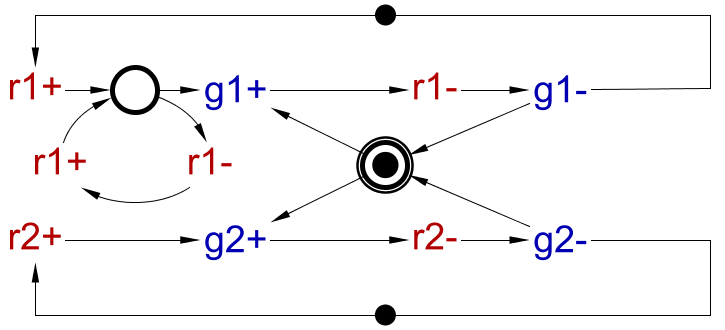 r1+ g1+ r1- g1-
r1+ r1-
r2+ g2+ r2- g2-